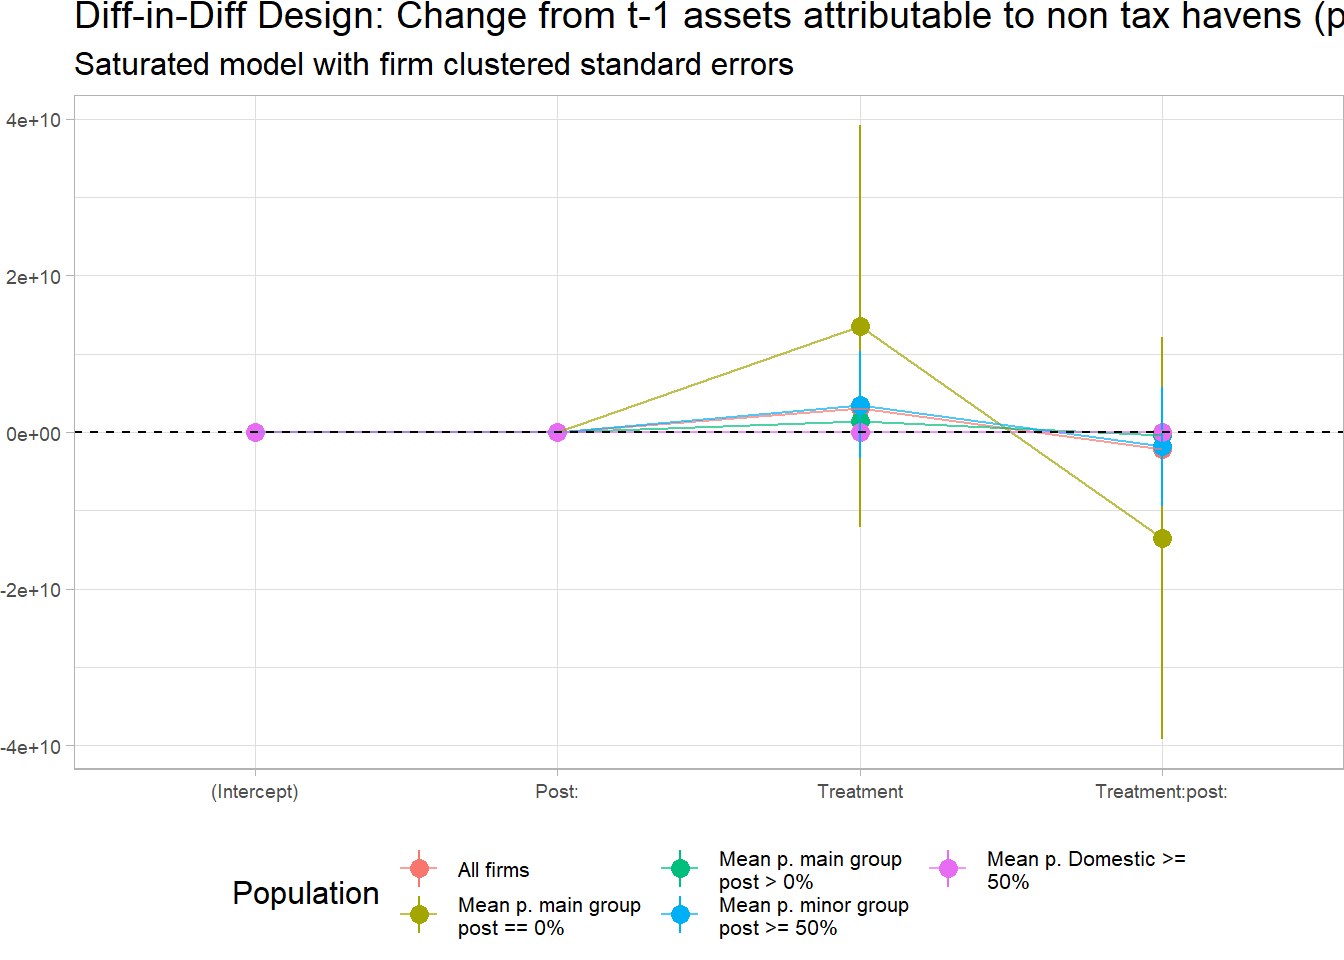 Diff-in-Diff Design: Change from t-1 assets attributable to non tax havens (p
Saturated model with firm clustered standard errors
4e+10
2e+10
0e+00
-2e+10
-4e+10
(Intercept)
Post:
Treatment
Treatment:post:
Population
All firms
Mean p. main group
post == 0%
Mean p. main group
post > 0%
Mean p. minor group
post >= 50%
Mean p. Domestic >=
50%